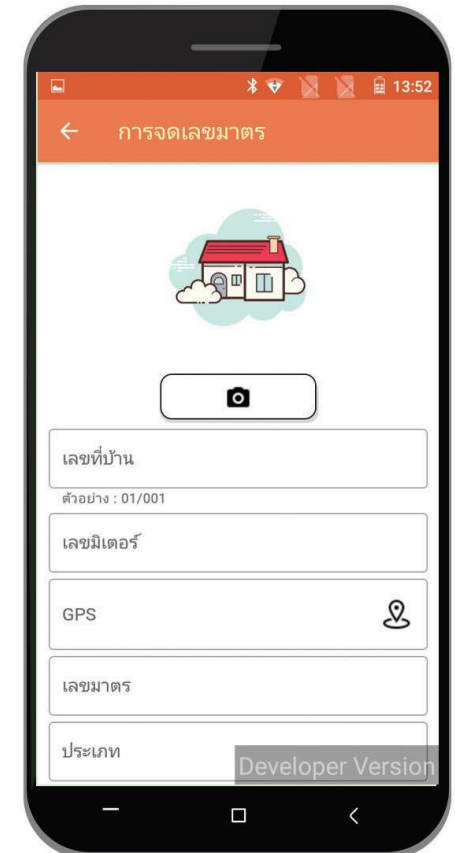 13:52
การจดเลขมาตร
เลขที่บ้าน
ตัวอย่าง : 01/001
เลขมิเตอร์
GPS
เลขมาตร
ประเภท
Developer Version